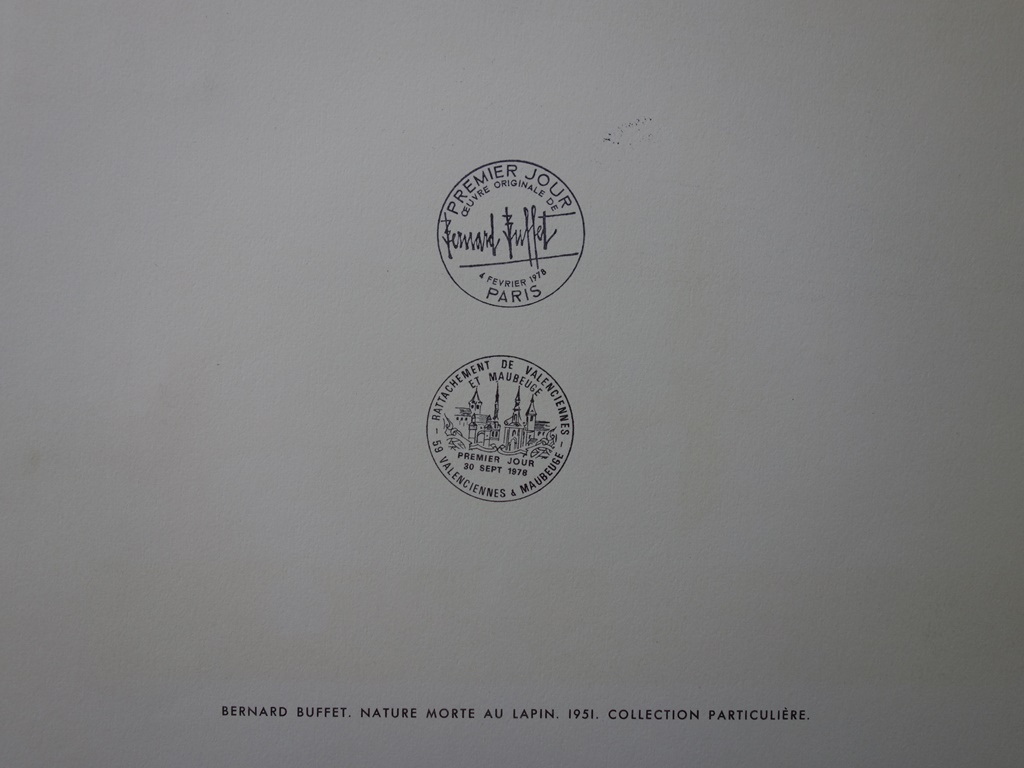 PREMIER JOUR
ŒUVRE ORIGINALE DE
Bernard Buffet
4 FEVRIER 1978
PARIS
RATTACHEMENT DE VALENCIENNES
ET MAUBEUGE
PREMIER JOUR
30 SEPT 1978
59 VALENCIENNES & MAUBEUGE
BERNARD BUFFET. NATURE MORTE AU LAPIN. 1951. COLLECTION PARTICULIÈRE.